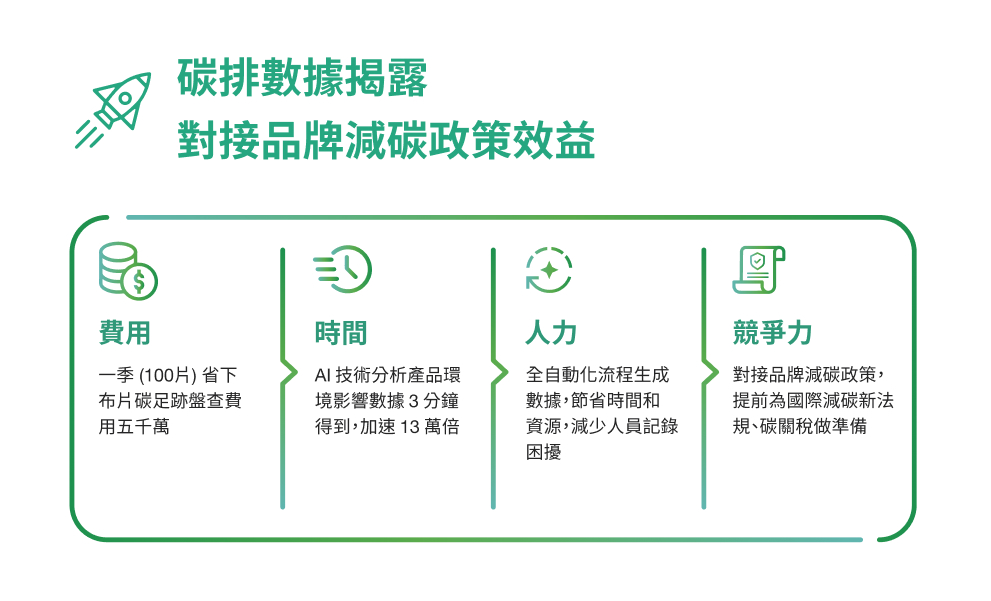 碳排數據揭露
對接品牌減碳政策效益
費用
一季 (100片) 省下
布片碳足跡盤查費
用五千萬
時間
AI 技術分析產品環
境影響數據 3 分鐘
得到，加速 13 萬倍
人力
全自動化流程生成
數據，節省時間和
資源，減少人員記錄
困擾
競爭力
對接品牌減碳政策，
提前為國際減碳新法
規、碳關稅做準備